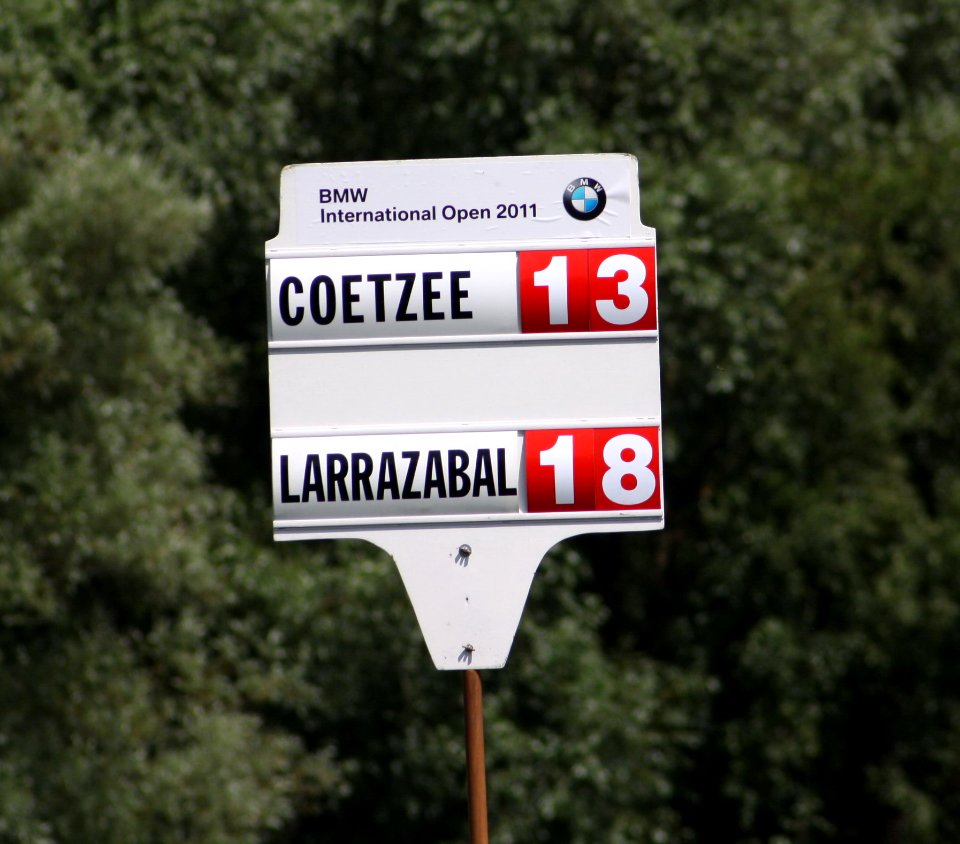 BMW
International Open 2011
BMW
COETZEE 13
LARRAZABAL 18